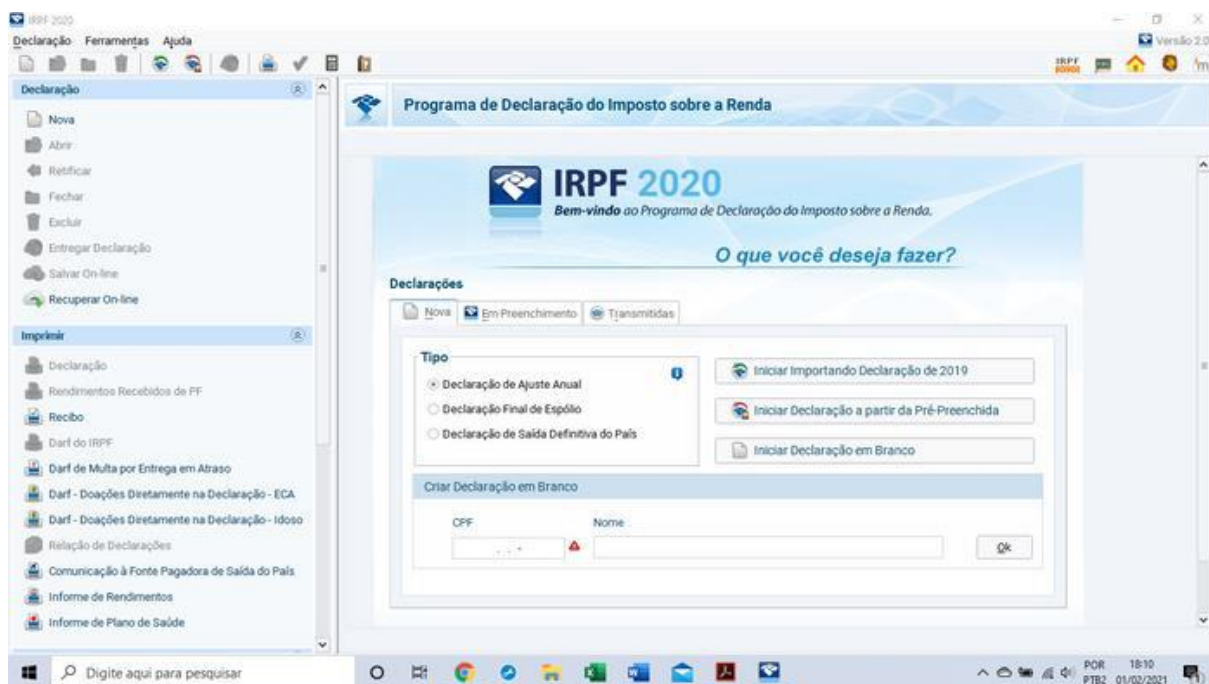 IRPF 2020
Declaração Ferramentas Ajuda
Versão 2.0
IRPF
Declaração
Nova
Abrir
Retificar
Fechar
Excluir
Entregar Declaração
Salvar On-line
Recuperar On-line
Imprimir
Declaração
Rendimentos Recebidos de PF
Recibo
Darf do IRPF
Darf de Multa por Entrega em Atraso
Darf - Doações Diretamente na Declaração - ECA
Darf - Doações Diretamente na Declaração - Idoso
Relação de Declarações
Comunicação à Fonte Pagadora de Saída do País
Informe de Rendimentos
Informe de Plano de Saúde
Programa de Declaração do Imposto sobre a Renda
IRPF 2020
Bem-vindo ao Programa de Declaração do Imposto sobre a Renda.
O que você deseja fazer?
Declarações
Nova Em Preenchimento Transmitidas
Tipo
Declaração de Ajuste Anual
Declaração Final de Espólio
Declaração de Saída Definitiva do País
Iniciar Importando Declaração de 2019
Iniciar Declaração a partir da Pré-Preenchida
Iniciar Declaração em Branco
Criar Declaração em Branco
CPF Nome
. . -
Ok
Digite aqui para pesquisar
POR 18:10
PTB2 01/02/2021